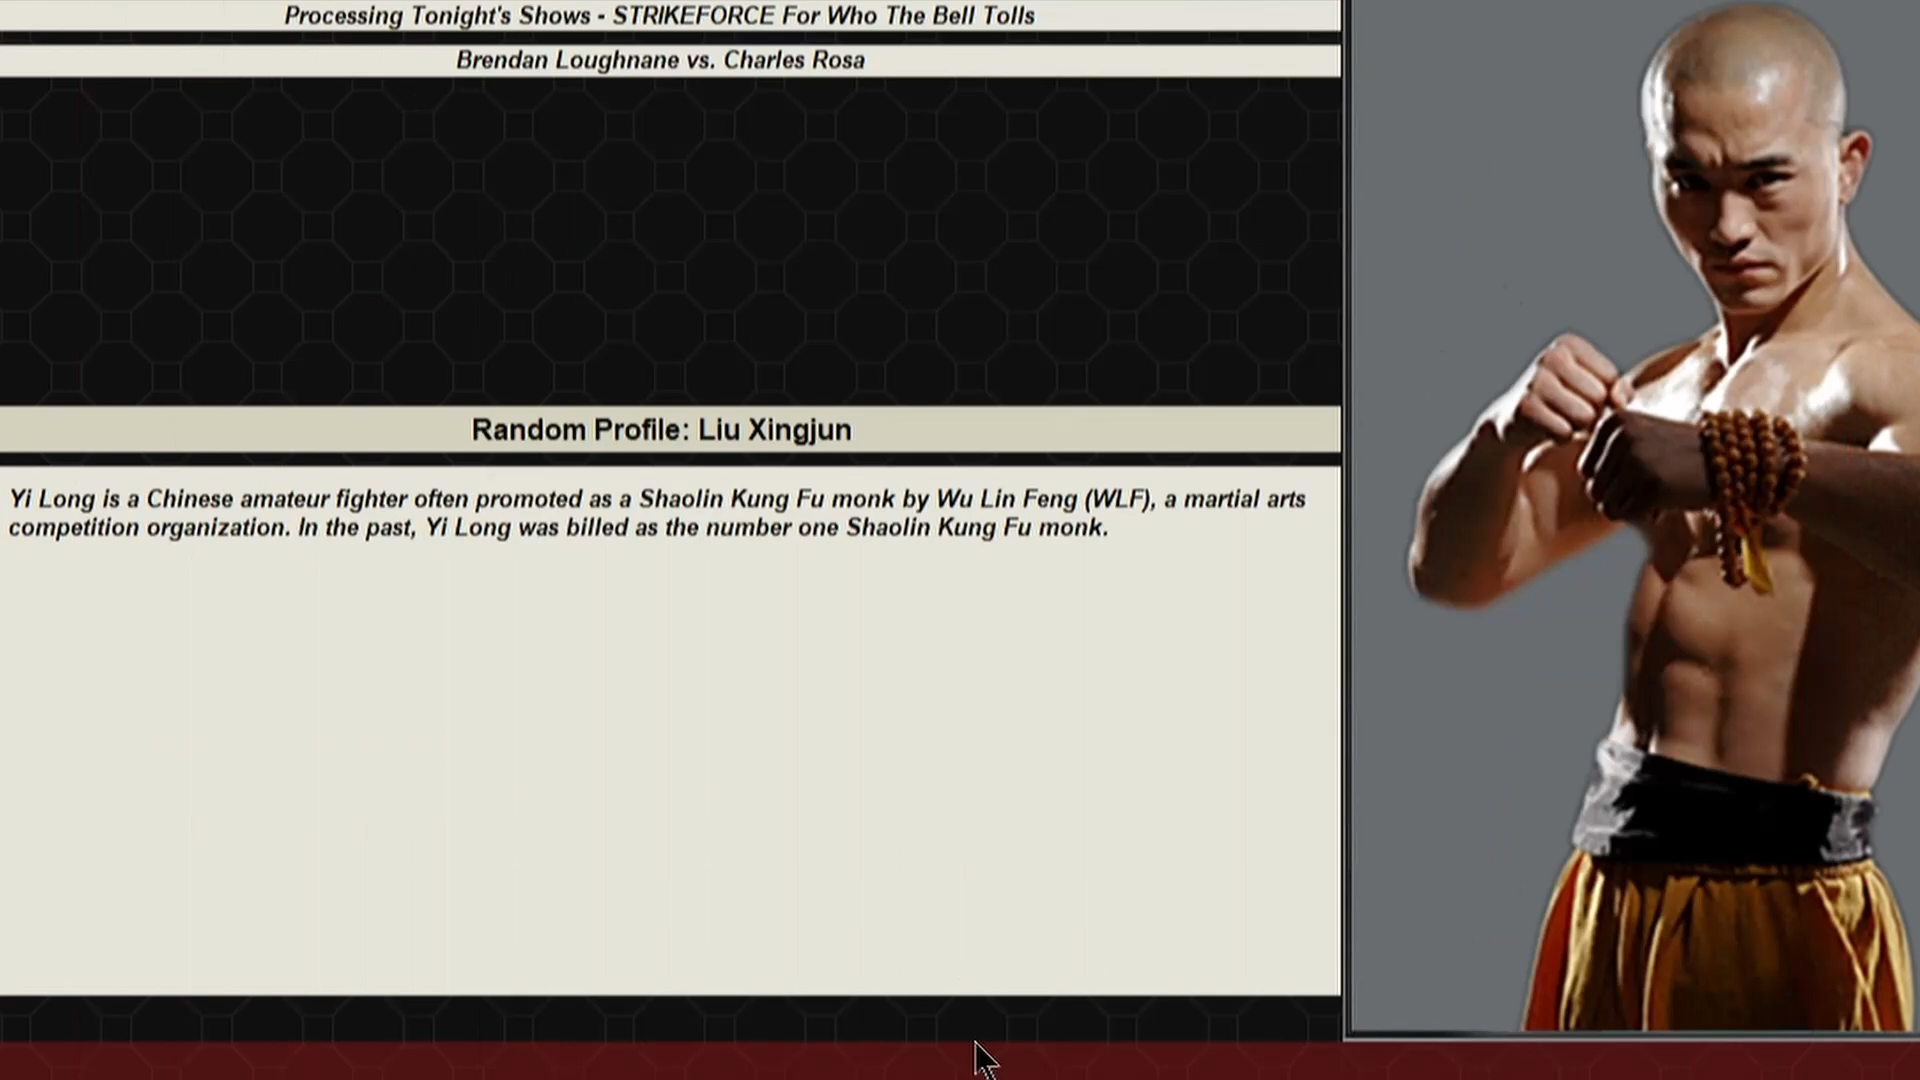 Processing Tonight's Shows - STRIKEFORCE For Who The Bell Tolls
Brendan Loughnane vs. Charles Rosa
Random Profile: Liu Xingjun
Yi Long is a Chinese amateur fighter often promoted as a Shaolin Kung Fu monk by Wu Lin Feng (WLF), a martial arts
competition organization. In the past, Yi Long was billed as the number one Shaolin Kung Fu monk.